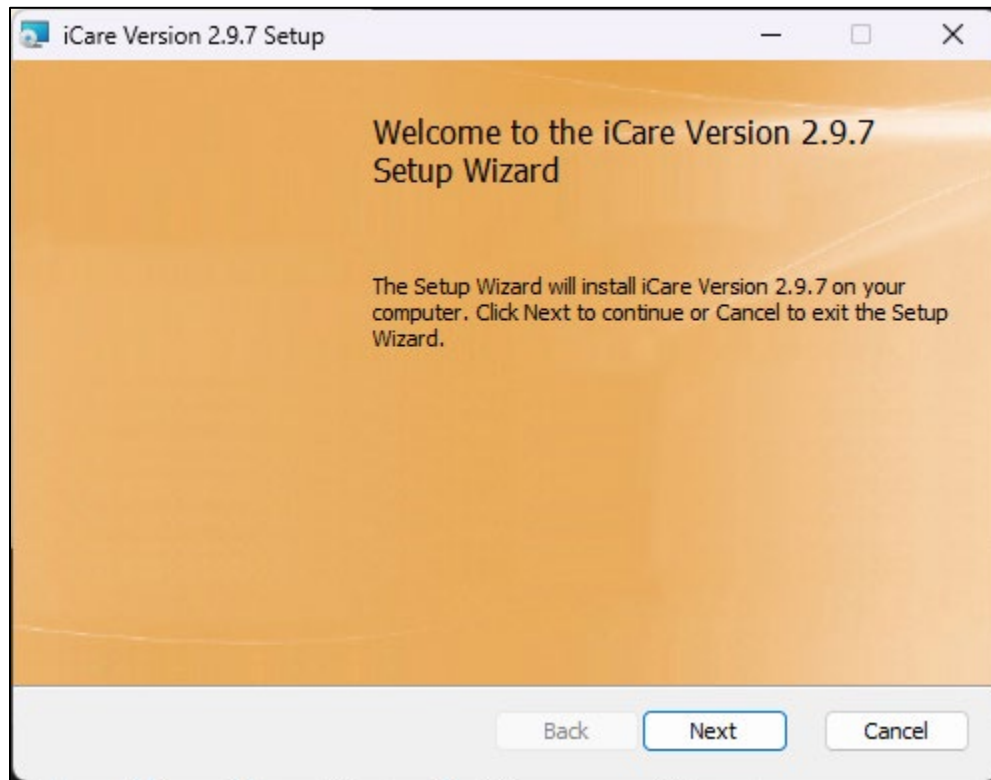 iCare Version 2.9.7 Setup
Welcome to the iCare Version 2.9.7
Setup Wizard
The Setup Wizard will install iCare Version 2.9.7 on your
computer. Click Next to continue or Cancel to exit the Setup
Wizard.
Back Next Cancel